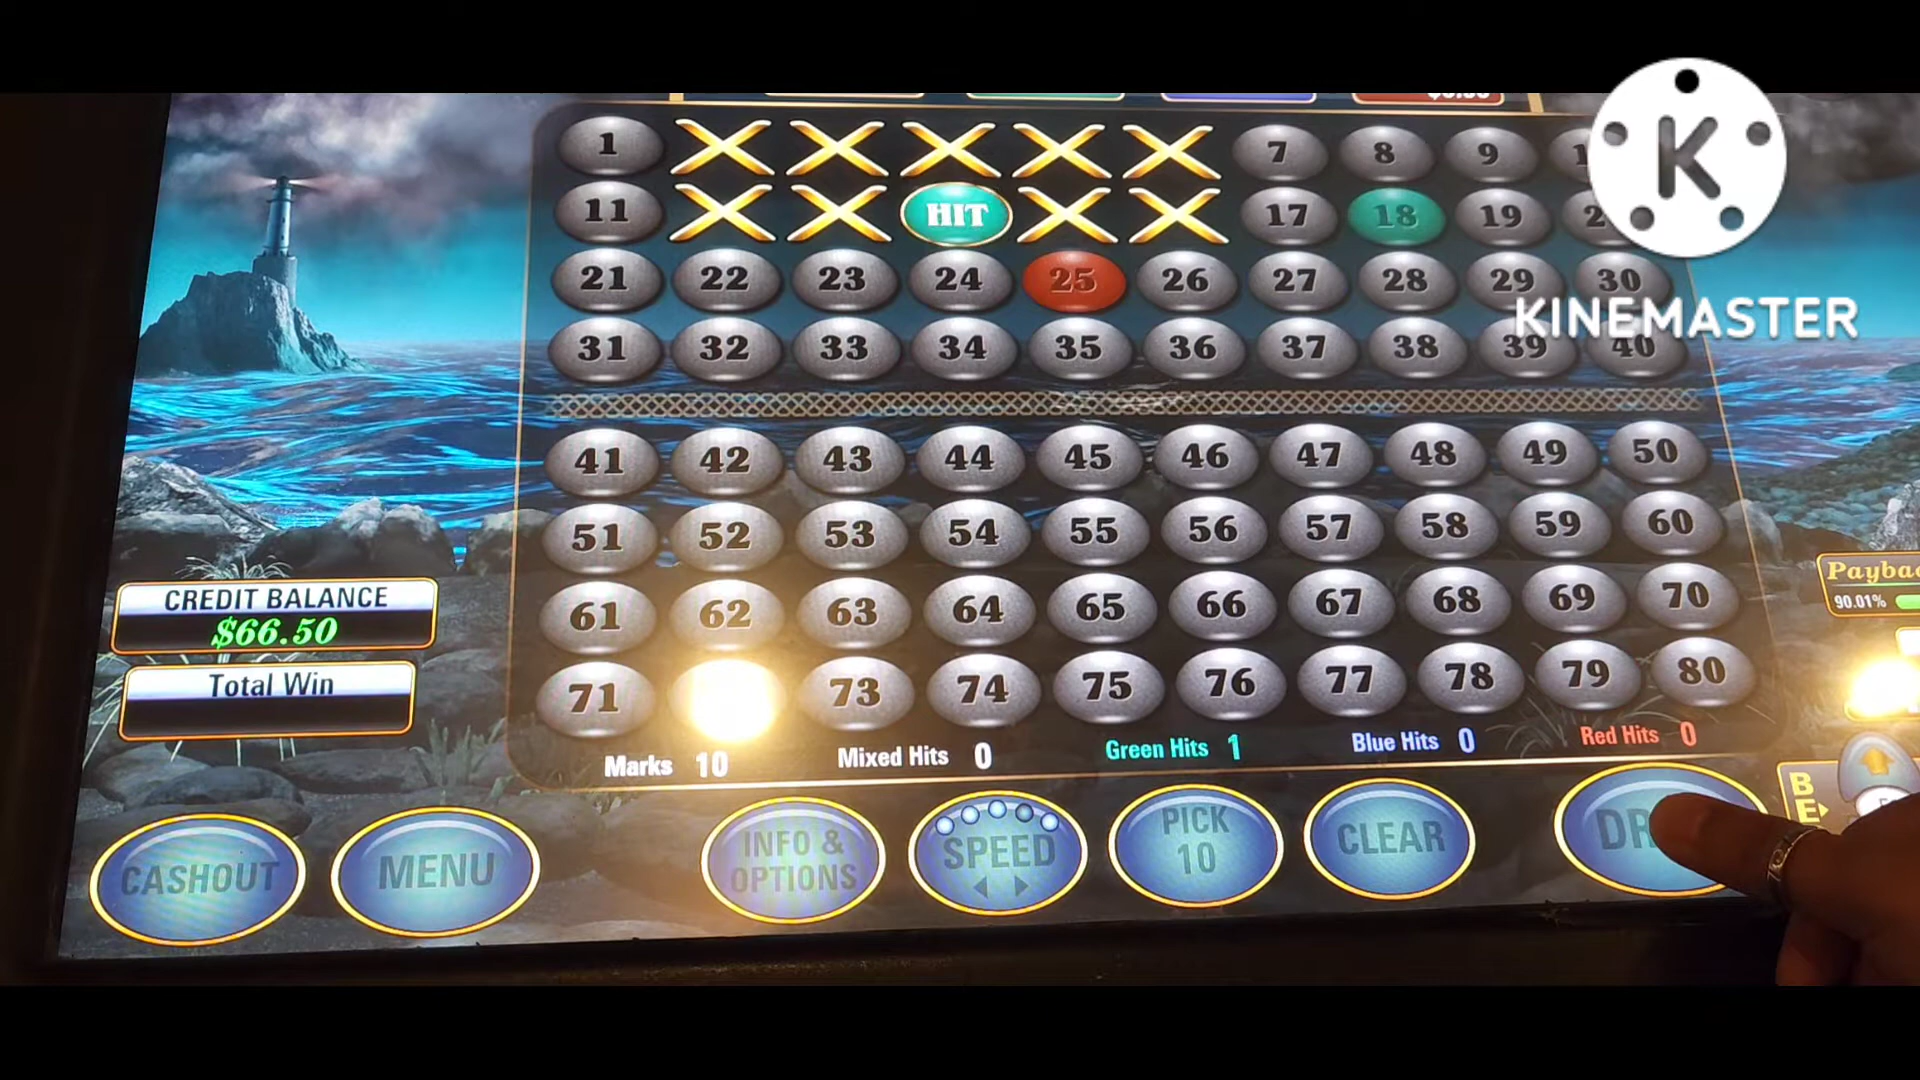 1 7 8 9
11 HIT 17 18 19
21 22 23 24 25 26 27 28 29 30
31 32 33 34 35 36 37 38 39 40
41 42 43 44 45 46 47 48 49 50
51 52 53 54 55 56 57 58 59 60
61 62 63 64 65 66 67 68 69 70
71 73 74 75 76 77 78 79 80
K
KINEMASTER
CREDIT BALANCE
$66.50
Total Win
90.01%
Marks 10 Mixed Hits 0 Green Hits 1 Blue Hits 0 Red Hits 0
CASHOUT
MENU
INFO &
OPTIONS
SPEED
PICK
10
CLEAR